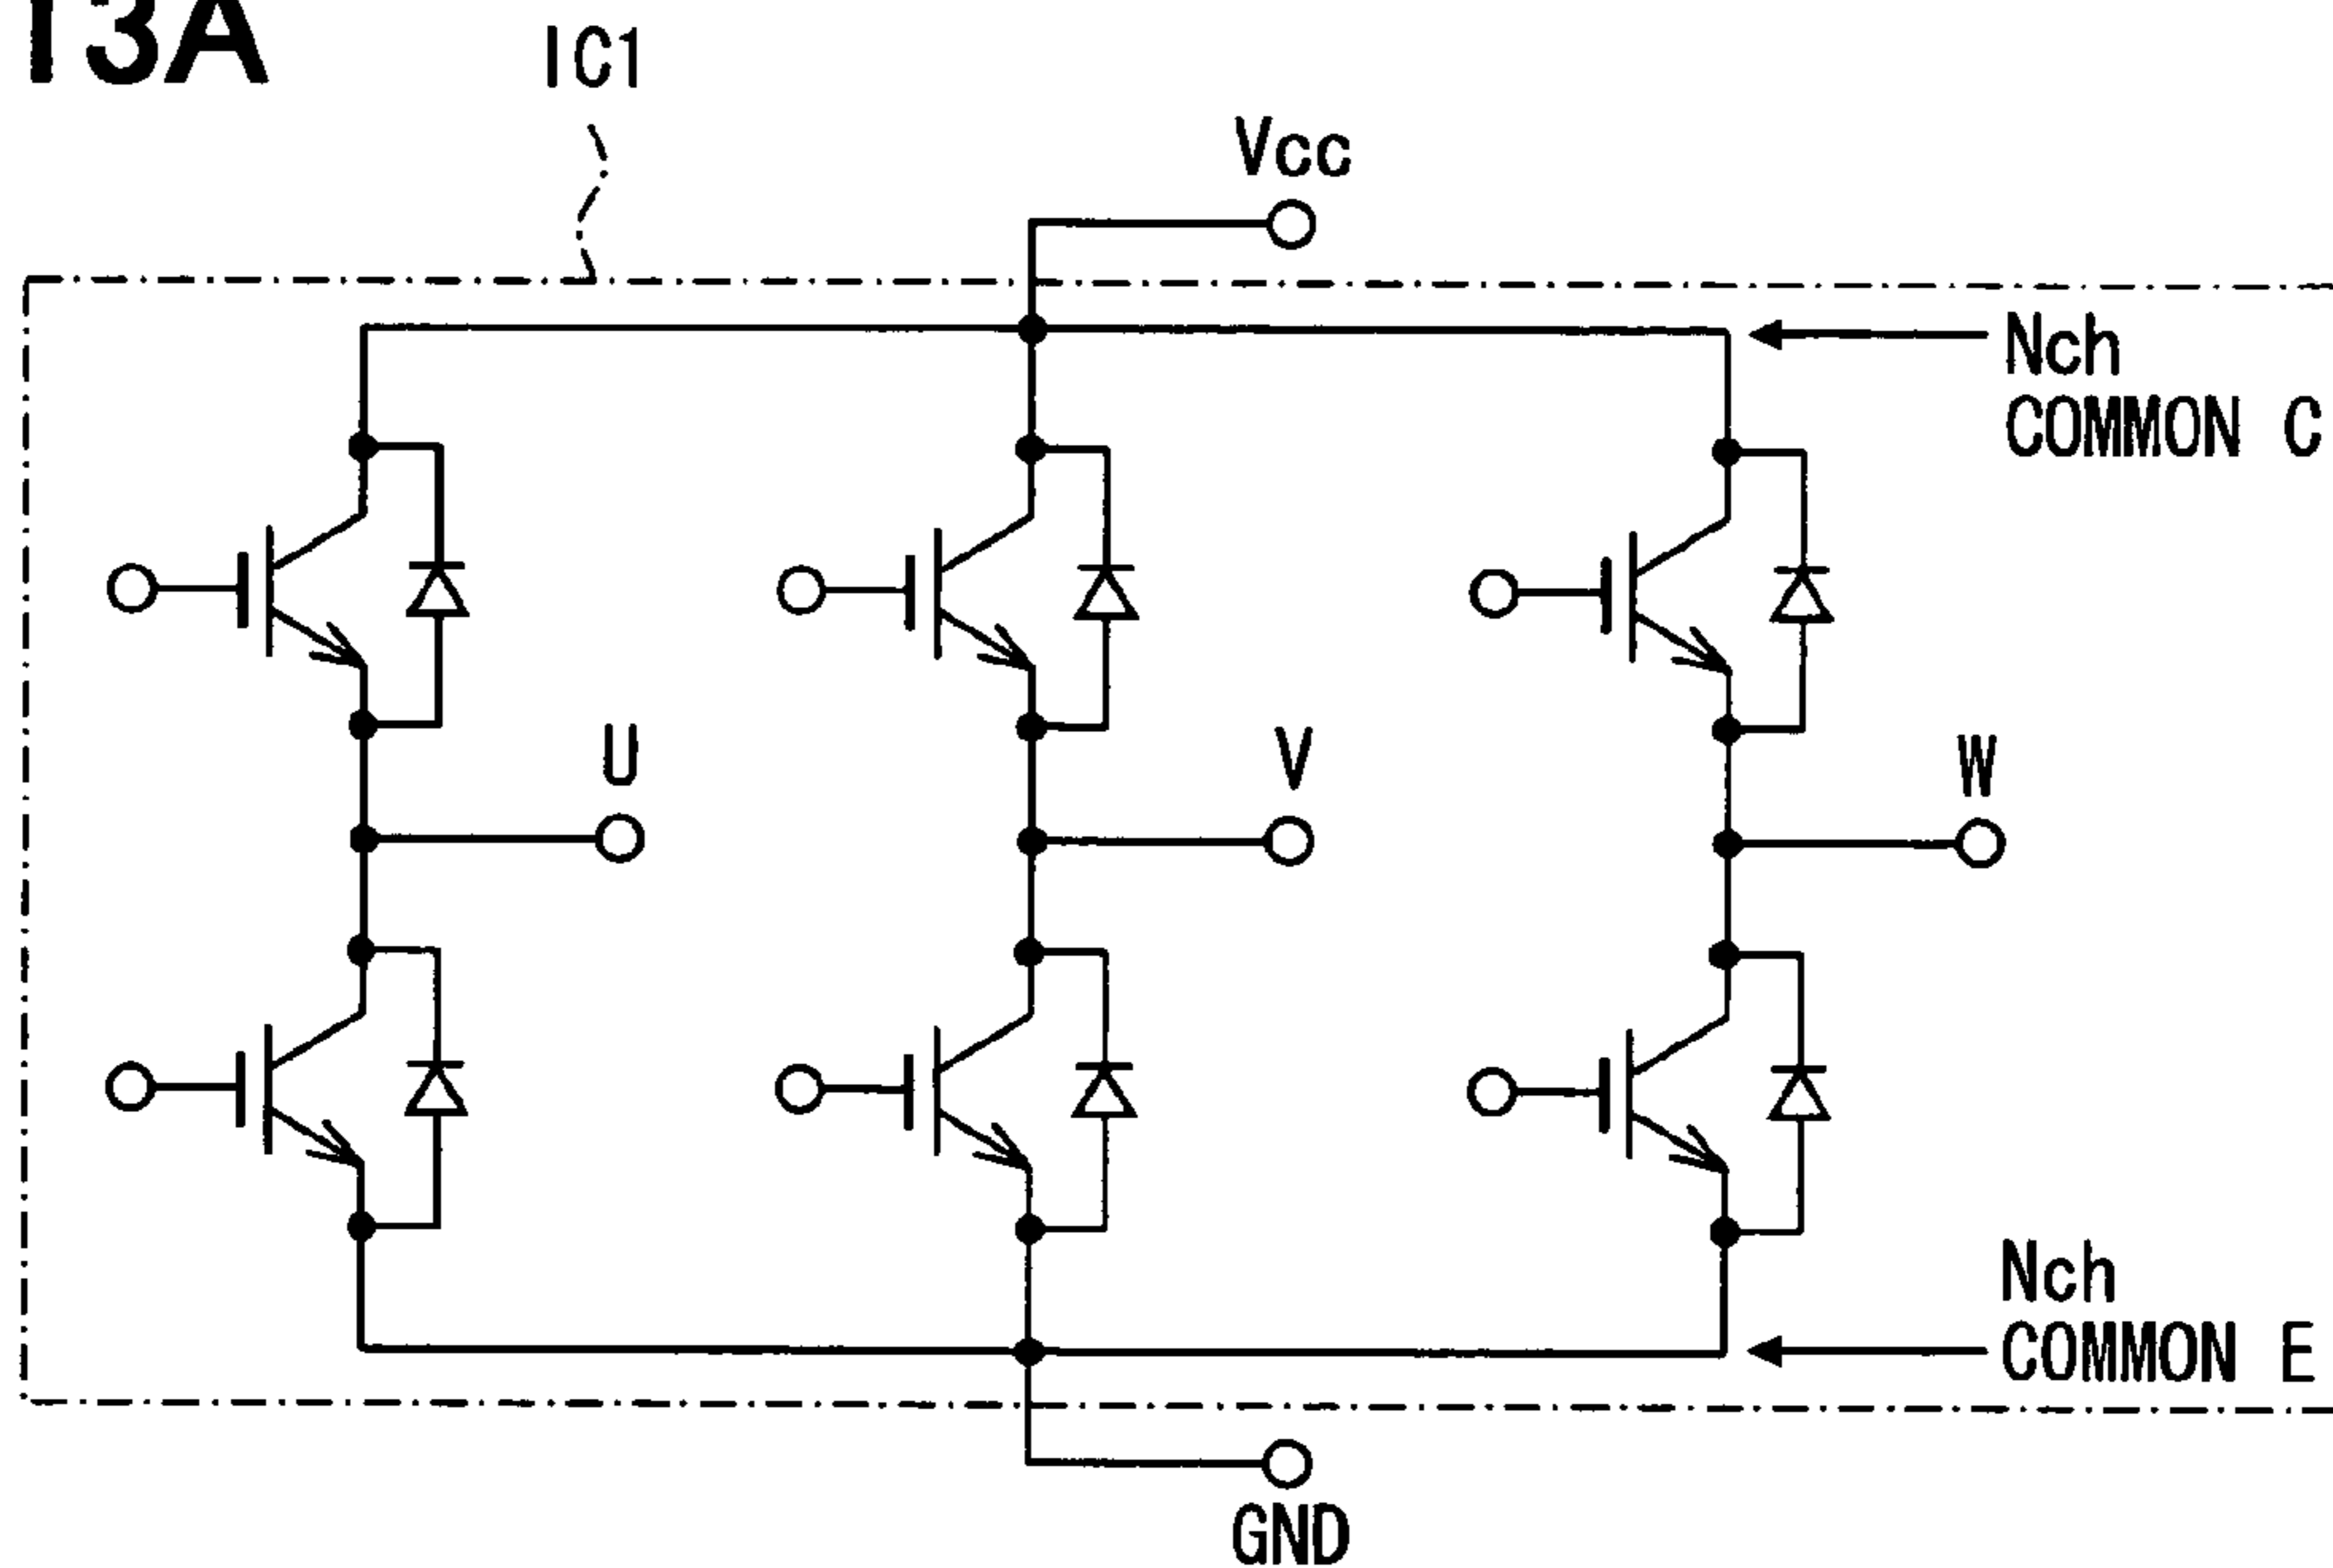 13A
IC1
Vcc
Nch
COMMON C
U
V
W
Nch
COMMON E
GND